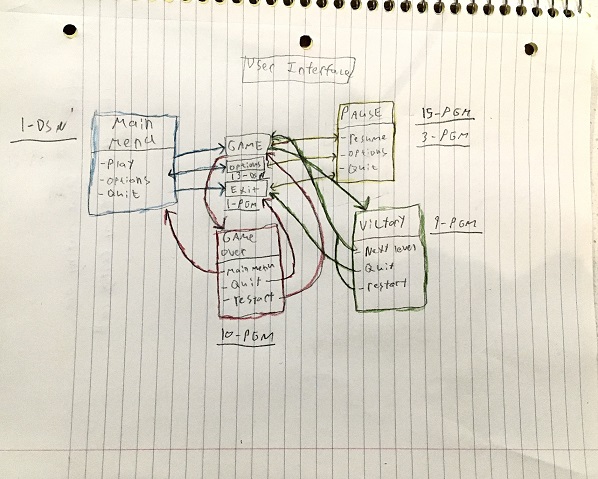 User Interface
1-DSN
Main
menu
-Play
-options
-Quit
GAME
options
13-DSN
Exit
1-PGM
PAUSE
-resume
-options
-Quit
15-PGM
3-PGM
GAME
over
-Main menu
-Quit
-restart
10-PGM
Victory
-Next level
-Quit
-restart
9-PGM